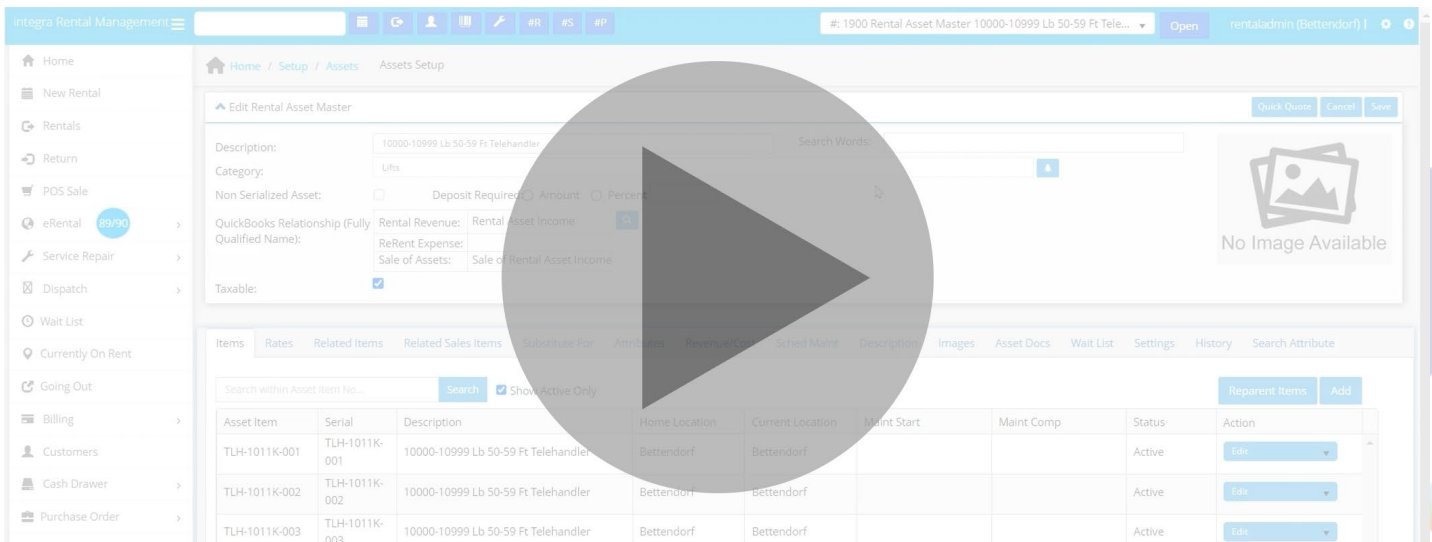 integra Rental Management
#R #S #P
#: 1900 Rental Asset Master 10000-10999 Lb 50-59 Ft Tele...
Open
rentaladmin (Bettendorf) |
Home
New Rental
Rentals
Return
POS Sale
eRental 89/90
Service Repair
Dispatch
Wait List
Currently On Rent
Going Out
Billing
Customers
Cash Drawer
Purchase Order
Home / Setup / Assets Assets Setup
Edit Rental Asset Master
Quick Quote Cancel Save
Description: 10000-10999 Lb 50-59 Ft Telehandler Search Words:
Category: Lifts
Non Serialized Asset: Deposit Required Amount Percent
QuickBooks Relationship (Fully Qualified Name): Rental Revenue: Rental Asset Income
ReRent Expense:
Sale of Assets: Sale of Rental Asset Income
Taxable:
No Image Available
Items Rates Related Items Related Sales Items Substitute For Attributes Revenue/Cost Sched Maint Description Images Asset Docs Wait List Settings History Search Attribute
Search within Asset Item No... Search Show Active Only Reparent Items Add
Asset Item Serial Description Home Location Current Location Maint Start Maint Comp Status Action
TLH-1011K-001 TLH-1011K-001 10000-10999 Lb 50-59 Ft Telehandler Bettendorf Bettendorf Active Edit
TLH-1011K-002 TLH-1011K-002 10000-10999 Lb 50-59 Ft Telehandler Bettendorf Bettendorf Active Edit
TLH-1011K-003 TLH-1011K-003 10000-10999 Lb 50-59 Ft Telehandler Bettendorf Bettendorf Active Edit